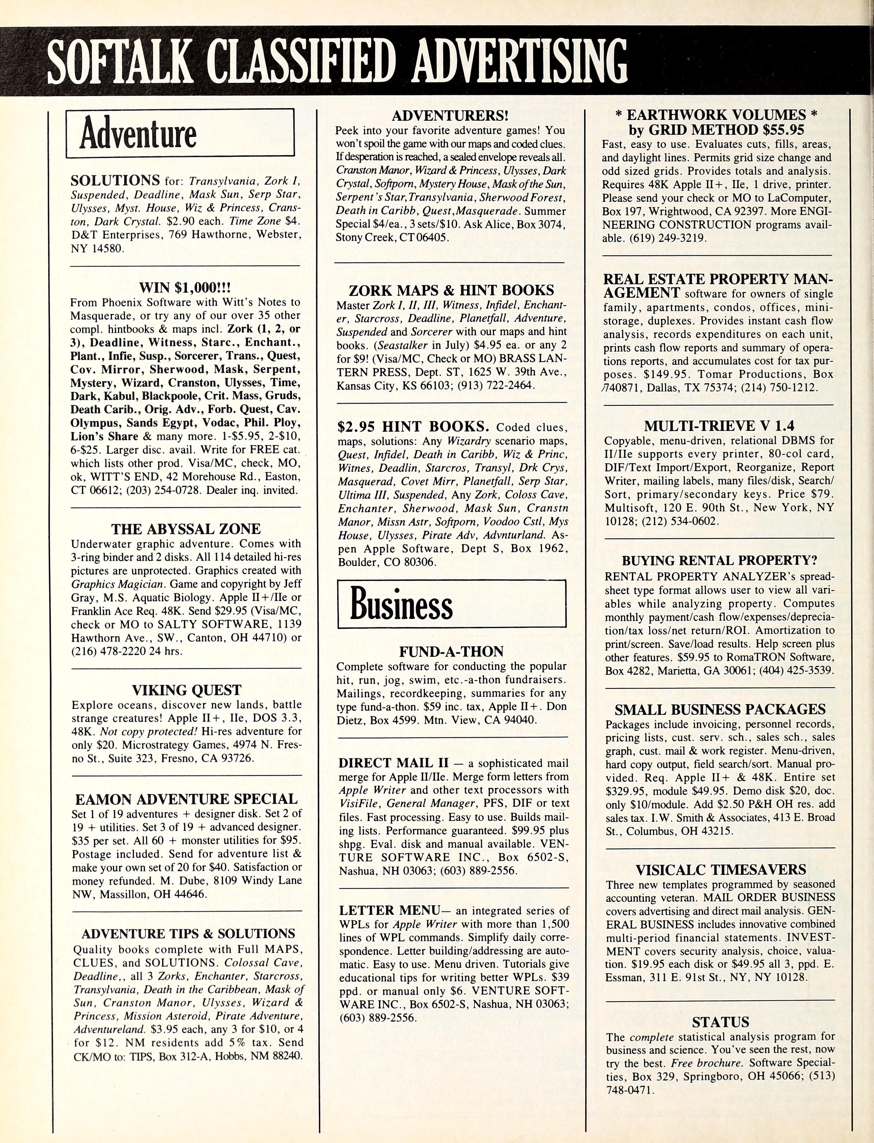 SOFTALK CLASSIFIED ADVERTISING
Adventure
SOLUTIONS for: Transylvania, Zork I,
Suspended, Deadline, Mask Sun, Serp Star,
Ulysses, Myst. House, Wiz & Princess, Crans-
ton, Dark Crystal. $2.90 each. Time Zone $4.
D&T Enterprises, 769 Hawthorne, Webster,
NY 14580.
WIN $1,000!!!
From Phoenix Software with Witt's Notes to
Masquerade, or try any of our over 35 other
compl. hintbooks & maps incl. Zork (1, 2, or
3), Deadline, Witness, Starc., Enchant.,
Plant., Infie, Susp., Sorcerer, Trans., Quest,
Cov. Mirror, Sherwood, Mask, Serpent,
Mystery, Wizard, Cranston, Ulysses, Time,
Dark, Kabul, Blackpoole, Crit. Mass, Gruds,
Death Carib., Orig. Adv., Forb. Quest, Cav.
Olympus, Sands Egypt, Vodac, Phil. Ploy,
Lion's Share & many more. 1-$5.95, 2-$10,
6-$25. Larger disc. avail. Write for FREE cat.
which lists other prod. Visa/MC, check, MO,
ok, WITT'S END, 42 Morehouse Rd., Easton,
CT 06612; (203) 254-0728. Dealer inq. invited.
THE ABYSSAL ZONE
Underwater graphic adventure. Comes with
3-ring binder and 2 disks. All 114 detailed hi-res
pictures are unprotected. Graphics created with
Graphics Magician. Game and copyright by Jeff
Gray, M.S. Aquatic Biology. Apple II+/IIe or
Franklin Ace Req. 48K. Send $29.95 (Visa/MC,
check or MO to SALTY SOFTWARE, 1139
Hawthorn Ave., SW., Canton, OH 44710) or
(216) 478-2220 24 hrs.
VIKING QUEST
Explore oceans, discover new lands, battle
strange creatures! Apple II+, IIe, DOS 3.3,
48K. Not copy protected! Hi-res adventure for
only $20. Microstrategy Games, 4974 N. Fres-
no St., Suite 323, Fresno, CA 93726.
EAMON ADVENTURE SPECIAL
Set 1 of 19 adventures + designer disk. Set 2 of
19 + utilities. Set 3 of 19 + advanced designer.
$35 per set. All 60 + monster utilities for $95.
Postage included. Send for adventure list &
make your own set of 20 for $40. Satisfaction or
money refunded. M. Dube, 8109 Windy Lane
NW, Massillon, OH 44646.
ADVENTURE TIPS & SOLUTIONS
Quality books complete with Full MAPS,
CLUES, and SOLUTIONS. Colossal Cave,
Deadline,, all 3 Zorks, Enchanter, Starcross,
Transylvania, Death in the Caribbean, Mask of
Sun, Cranston Manor, Ulysses, Wizard &
Princess, Mission Asteroid, Pirate Adventure,
Adventureland. $3.95 each, any 3 for $10, or 4
for $12. NM residents add 5% tax. Send
CK/MO to: TIPS, Box 312-A, Hobbs, NM 88240.
ADVENTURERS!
Peek into your favorite adventure games! You
won't spoil the game with our maps and coded clues.
If desperation is reached, a sealed envelope reveals all.
Cranston Manor, Wizard & Princess, Ulysses, Dark
Crystal, Softporn, Mystery House, Mask of the Sun,
Serpent's Star, Transylvania, Sherwood Forest,
Death in Caribb, Quest, Masquerade. Summer
Special $4/ea., 3 sets/$10. Ask Alice, Box 3074,
Stony Creek, CT 06405.
ZORK MAPS & HINT BOOKS
Master Zork I, II, III, Witness, Infidel, Enchant-
er, Starcross, Deadline, Planetfall, Adventure,
Suspended and Sorcerer with our maps and hint
books. (Seastalker in July) $4.95 ea. or any 2
for $9! (Visa/MC, Check or MO) BRASS LAN-
TERN PRESS, Dept. ST, 1625 W. 39th Ave.,
Kansas City, KS 66103; (913) 722-2464.
$2.95 HINT BOOKS. Coded clues,
maps, solutions: Any Wizardry scenario maps,
Quest, Infidel, Death in Caribb, Wiz & Princ,
Witnes, Deadlin, Starcros, Transyl, Drk Crys,
Masquerad, Covet Mirr, Planetfall, Serp Star,
Ultima III, Suspended, Any Zork, Coloss Cave,
Enchanter, Sherwood, Mask Sun, Cranstn
Manor, Missn Astr, Softporn, Voodoo Cstl, Mys
House, Ulysses, Pirate Adv, Advnturland. As-
pen Apple Software, Dept S, Box 1962,
Boulder, CO 80306.
Business
FUND-A-THON
Complete software for conducting the popular
hit, run, jog, swim, etc.-a-thon fundraisers.
Mailings, recordkeeping, summaries for any
type fund-a-thon. $59 inc. tax, Apple II+. Don
Dietz, Box 4599. Mtn. View, CA 94040.
DIRECT MAIL II — a sophisticated mail
merge for Apple II/IIe. Merge form letters from
Apple Writer and other text processors with
VisiFile, General Manager, PFS, DIF or text
files. Fast processing. Easy to use. Builds mail-
ing lists. Performance guaranteed. $99.95 plus
shpg. Eval. disk and manual available. VEN-
TURE SOFTWARE INC., Box 6502-S,
Nashua, NH 03063; (603) 889-2556.
LETTER MENU— an integrated series of
WPLs for Apple Writer with more than 1,500
lines of WPL commands. Simplify daily corre-
spondence. Letter building/addressing are auto-
matic. Easy to use. Menu driven. Tutorials give
educational tips for writing better WPLs. $39
ppd. or manual only $6. VENTURE SOFT-
WARE INC., Box 6502-S, Nashua, NH 03063;
(603) 889-2556.
* EARTHWORK VOLUMES *
by GRID METHOD $55.95
Fast, easy to use. Evaluates cuts, fills, areas,
and daylight lines. Permits grid size change and
odd sized grids. Provides totals and analysis.
Requires 48K Apple II+, IIe, 1 drive, printer.
Please send your check or MO to LaComputer,
Box 197, Wrightwood, CA 92397. More ENGI-
NEERING CONSTRUCTION programs avail-
able. (619) 249-3219.
REAL ESTATE PROPERTY MAN-
AGEMENT software for owners of single
family, apartments, condos, offices, mini-
storage, duplexes. Provides instant cash flow
analysis, records expenditures on each unit,
prints cash flow reports and summary of opera-
tions reports, and accumulates cost for tax pur-
poses. $149.95. Tomar Productions, Box
740871, Dallas, TX 75374; (214) 750-1212.
MULTI-TRIEVE V 1.4
Copyable, menu-driven, relational DBMS for
II/IIe supports every printer, 80-col card,
DIF/Text Import/Export, Reorganize, Report
Writer, mailing labels, many files/disk, Search/
Sort, primary/secondary keys. Price $79.
Multisoft, 120 E. 90th St., New York, NY
10128; (212) 534-0602.
BUYING RENTAL PROPERTY?
RENTAL PROPERTY ANALYZER's spread-
sheet type format allows user to view all vari-
ables while analyzing property. Computes
monthly payment/cash flow/expenses/deprecia-
tion/tax loss/net return/ROI. Amortization to
print/screen. Save/load results. Help screen plus
other features. $59.95 to RomaTRON Software,
Box 4282, Marietta, GA 30061; (404) 425-3539.
SMALL BUSINESS PACKAGES
Packages include invoicing, personnel records,
pricing lists, cust. serv. sch., sales sch., sales
graph, cust. mail & work register. Menu-driven,
hard copy output, field search/sort. Manual pro-
vided. Req. Apple II+ & 48K. Entire set
$329.95, module $49.95. Demo disk $20, doc.
only $10/module. Add $2.50 P&H OH res. add
sales tax. I.W. Smith & Associates, 413 E. Broad
St., Columbus, OH 43215.
VISICALC TIMESAVERS
Three new templates programmed by seasoned
accounting veteran. MAIL ORDER BUSINESS
covers advertising and direct mail analysis. GEN-
ERAL BUSINESS includes innovative combined
multi-period financial statements. INVEST-
MENT covers security analysis, choice, valua-
tion. $19.95 each disk or $49.95 all 3, ppd. E.
Essman, 311 E. 91st St., NY, NY 10128.
STATUS
The complete statistical analysis program for
business and science. You've seen the rest, now
try the best. Free brochure. Software Special-
ties, Box 329, Springboro, OH 45066; (513)
748-0471.